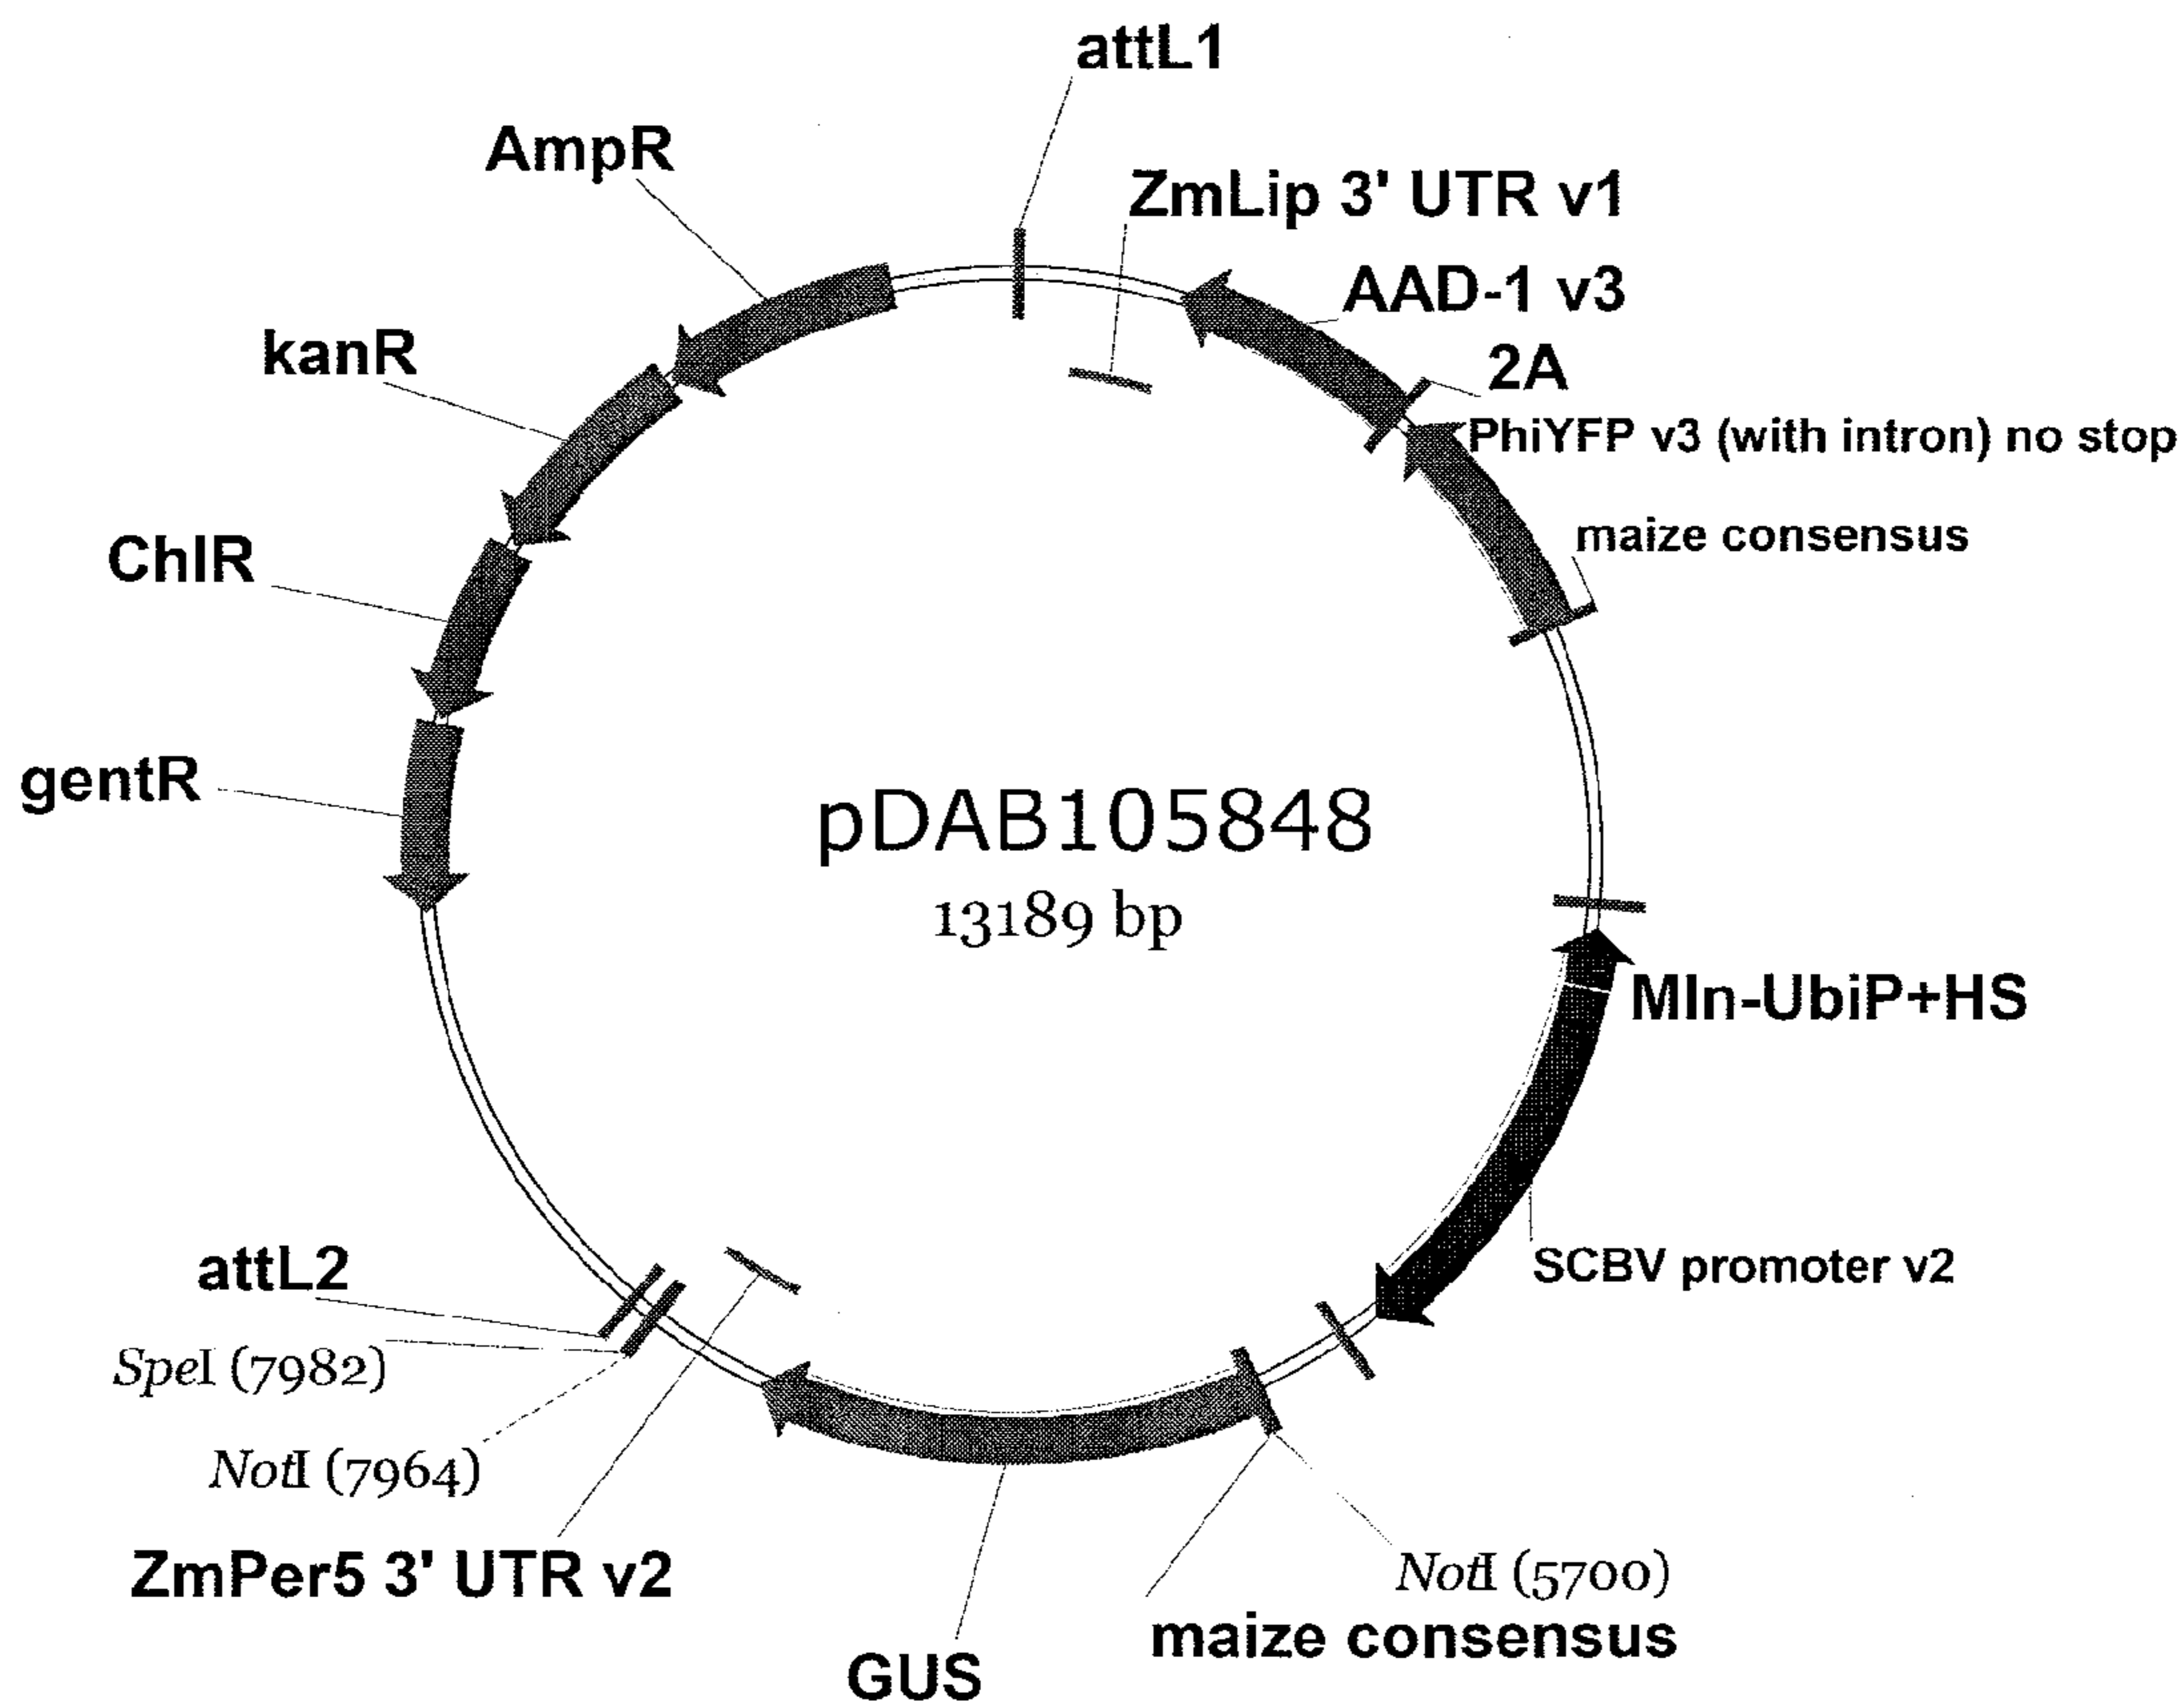 attL1
AmpR
ZmLip 3' UTR v1
AAD-1 v3
kanR
2A
PhiYFP v3 (with intron) no stop
maize consensus
ChlR
gentR
pDAB105848
13189 bp
MIn-UbiP+HS
attL2
SCBV promoter v2
SpeI (7982)
NotI (7964)
ZmPer5 3' UTR v2
NotI (5700)
maize consensus
GUS